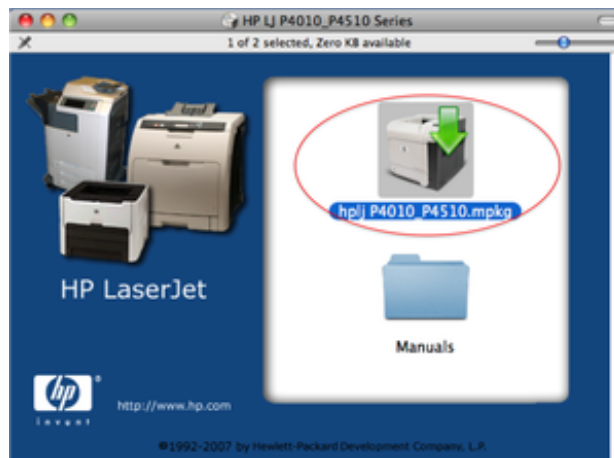 HP LJ P4010_P4510 Series
1 of 2 selected, Zero KB available
hplj P4010_P4510.mpkg
HP LaserJet
Manuals
hp
invent
http://www.hp.com
©1992-2007 by Hewlett-Packard Development Company, L.P.